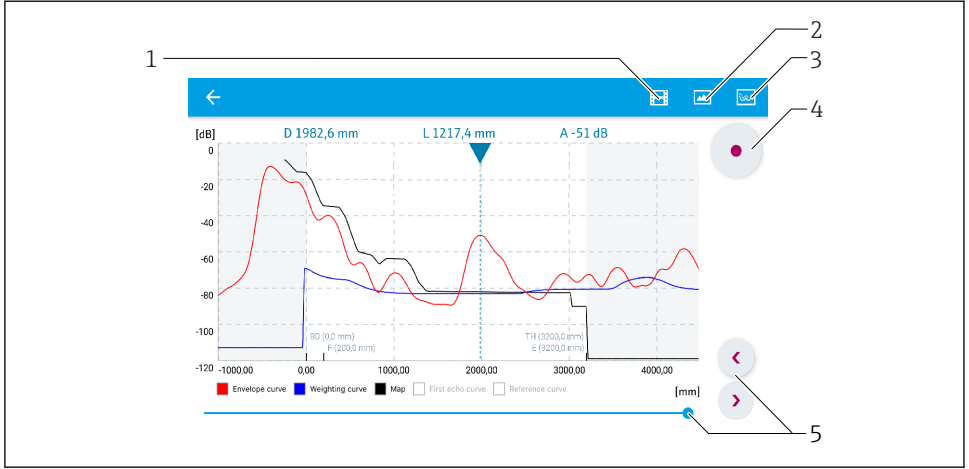 1
2
3
4
[dB]
D 1982,6 mm
L 1217,4 mm
A -51 dB
0
-20
-40
-60
-80
-100
-120
BD (0,0 mm)
F (200,0 mm)
TH (3200,0 mm)
E (3200,0 mm)
-1000,00
0,00
1000,00
2000,00
3000,00
4000,00
[mm]
Envelope curve
Weighting curve
Map
First echo curve
Reference curve
5